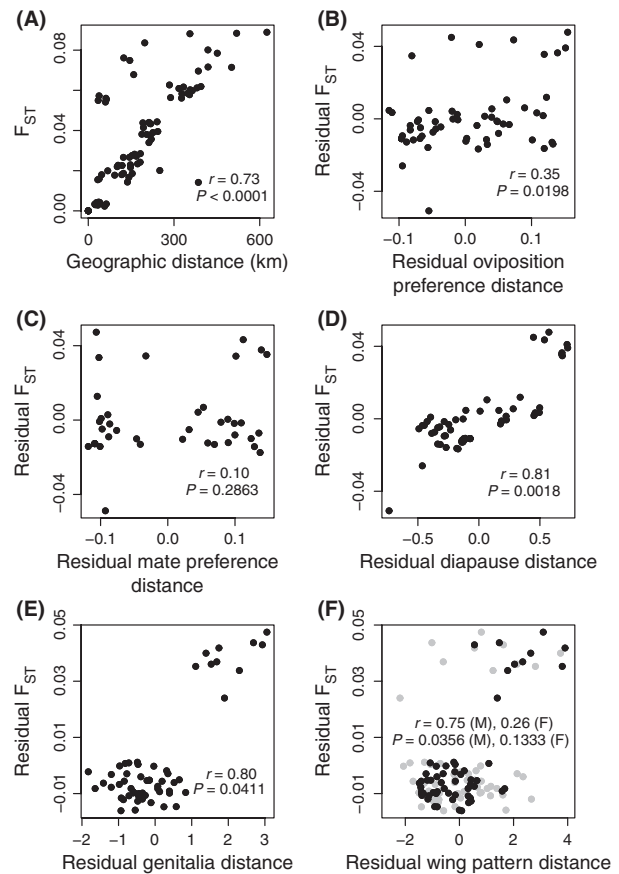 (A)
F_ST
0.08
0.04
0.00
r = 0.73
P < 0.0001
0 300 600
Geographic distance (km)
(B)
Residual F_ST
0.04
0.00
−0.04
r = 0.35
P = 0.0198
−0.1 0.0 0.1
Residual oviposition
preference distance
(C)
Residual F_ST
0.04
0.00
−0.04
r = 0.10
P = 0.2863
−0.1 0.0 0.1
Residual mate preference
distance
(D)
Residual F_ST
0.04
0.00
−0.04
r = 0.81
P = 0.0018
−0.5 0.0 0.5
Residual diapause distance
(E)
Residual F_ST
0.05
0.03
0.01
−0.01
r = 0.80
P = 0.0411
−2 −1 0 1 2 3
Residual genitalia distance
(F)
Residual F_ST
0.05
0.03
0.01
−0.01
r = 0.75 (M), 0.26 (F)
P = 0.0356 (M), 0.1333 (F)
−2 0 2 4
Residual wing pattern distance